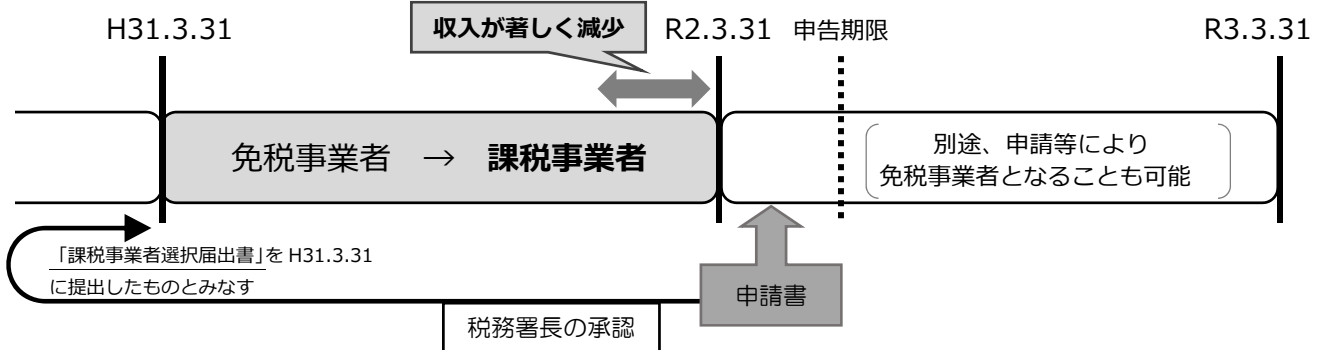 H31.3.31
収入が著しく減少
R2.3.31
申告期限
R3.3.31
免税事業者 → 課税事業者
別途、申請等により
免税事業者となることも可能
「課税事業者選択届出書」を H31.3.31
に提出したものとみなす
申請書
税務署長の承認